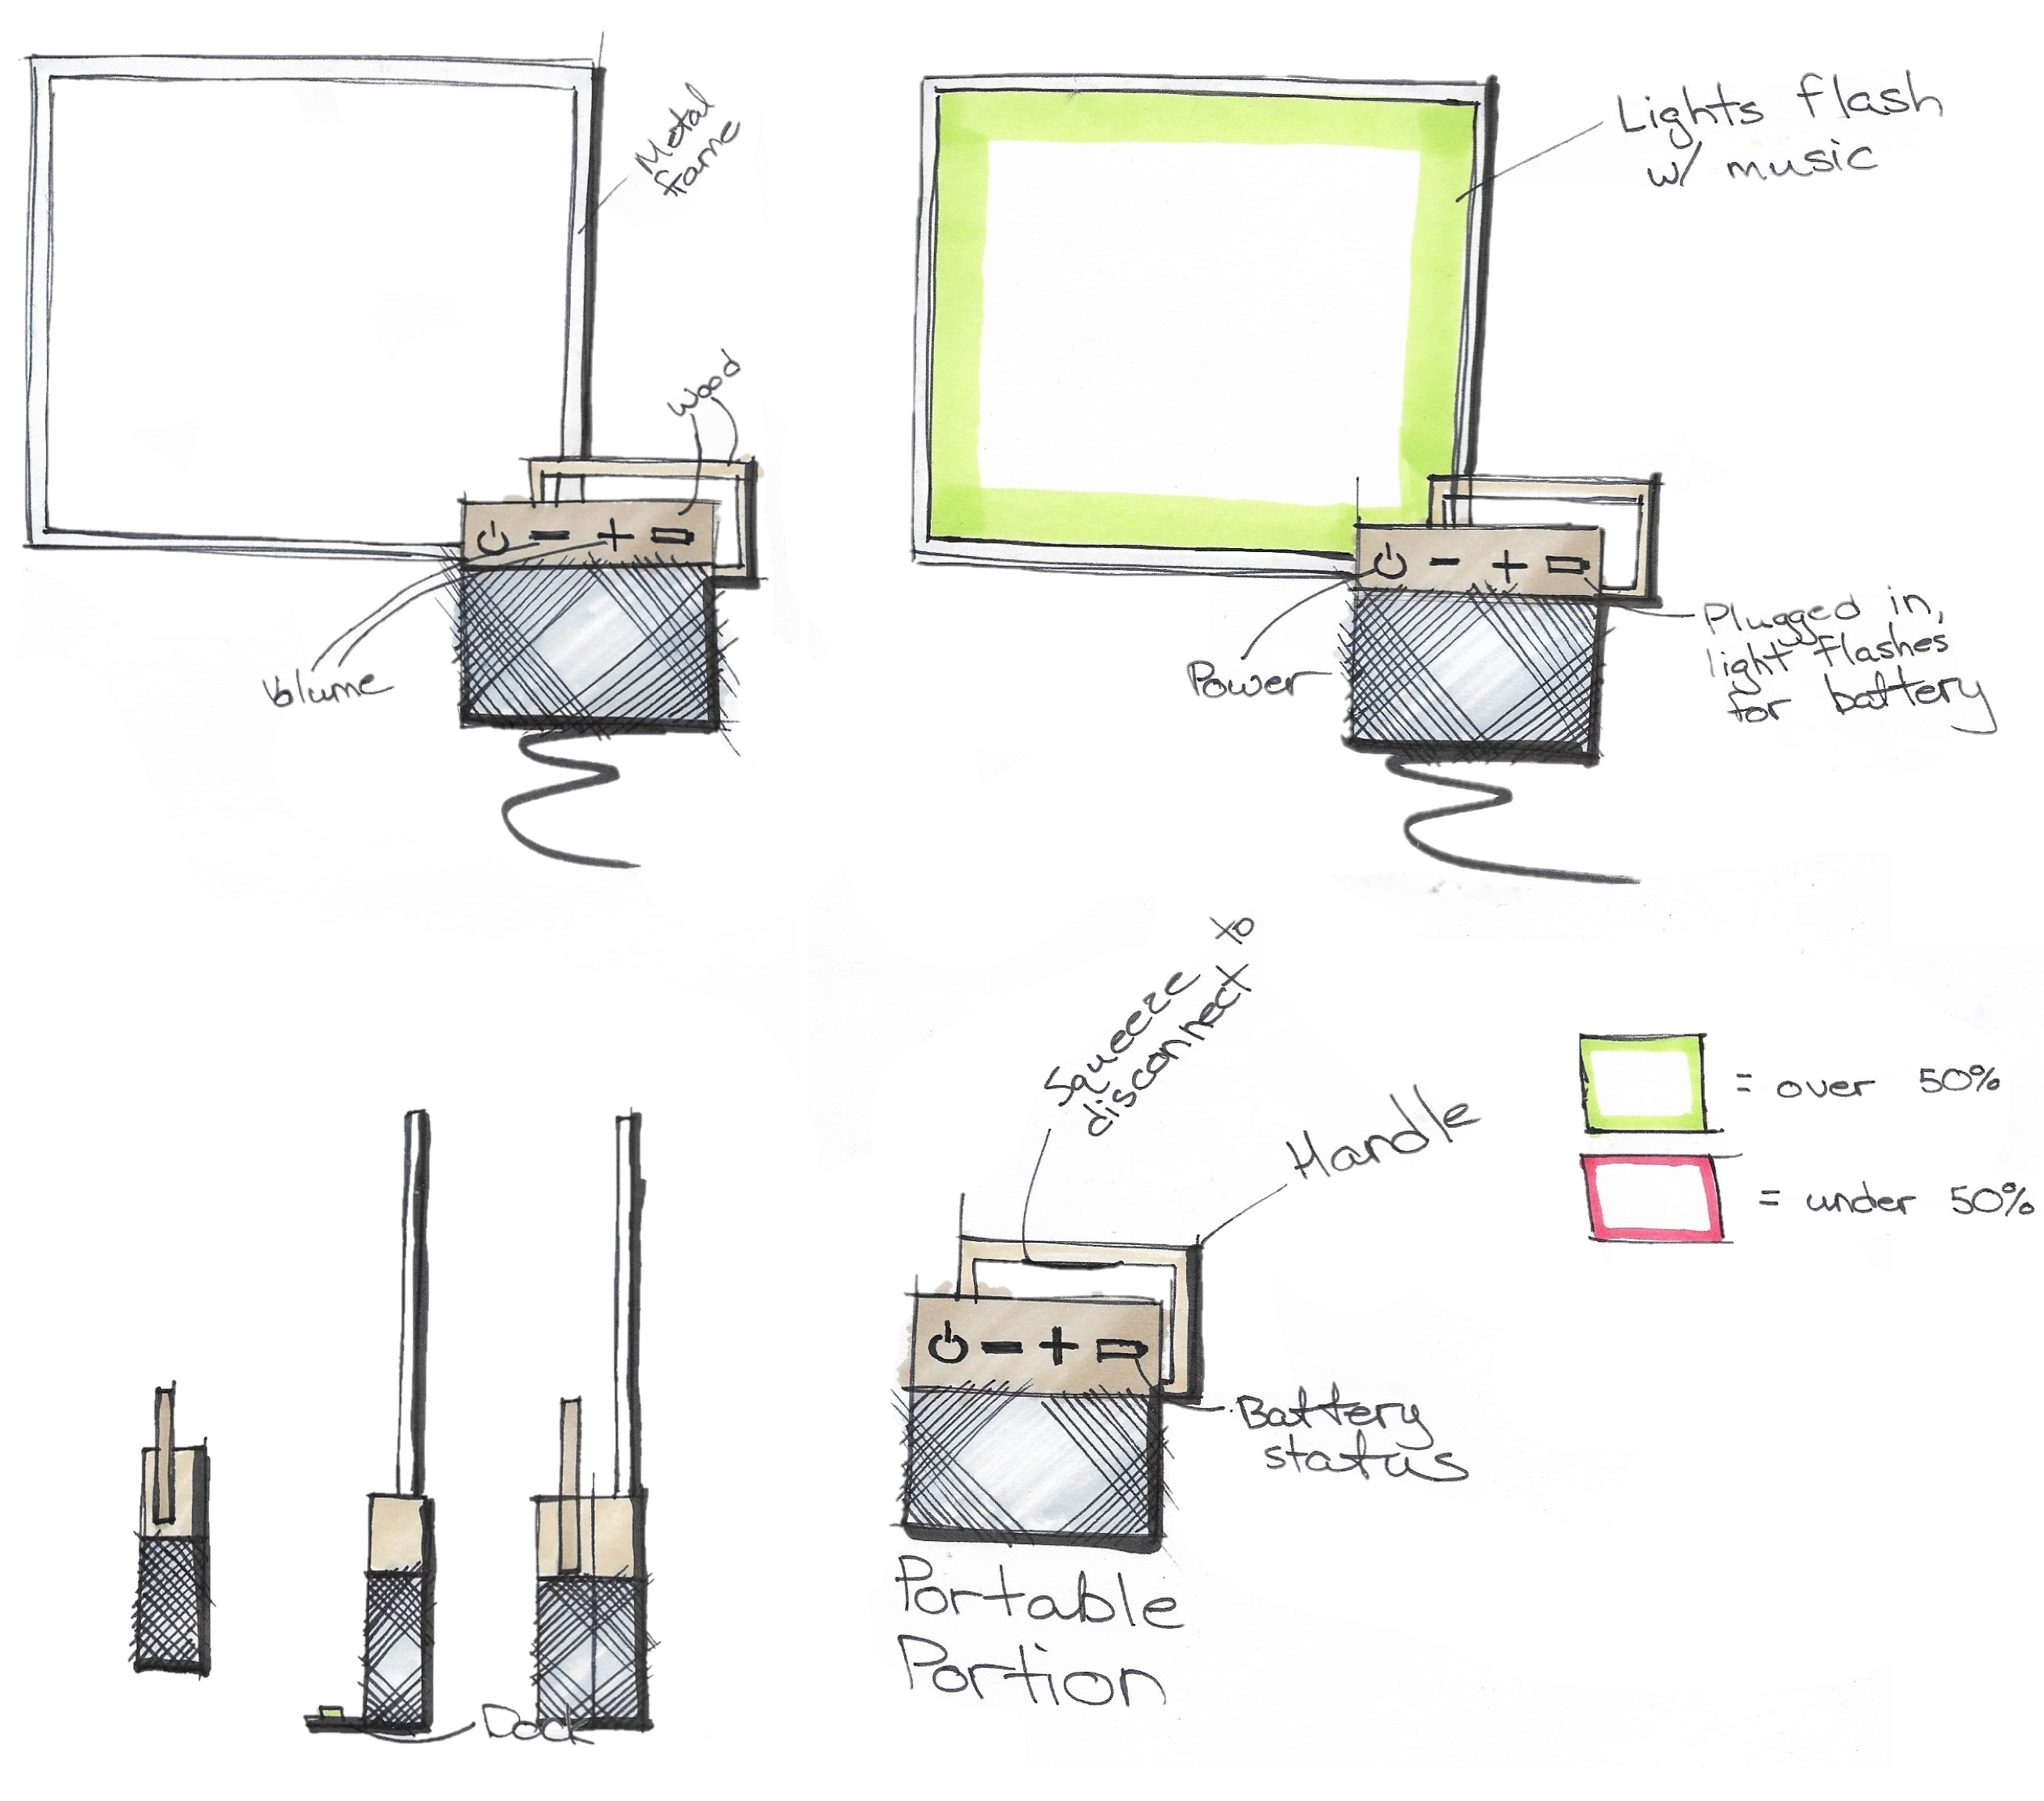 Metal
frame
Wood
Volume
Lights flash
w/ music
Power
Plugged in,
light flashes
for battery
Squeeze to
disconnect
Handle
= over 50%
= under 50%
Battery
status
Portable
Portion
Dock